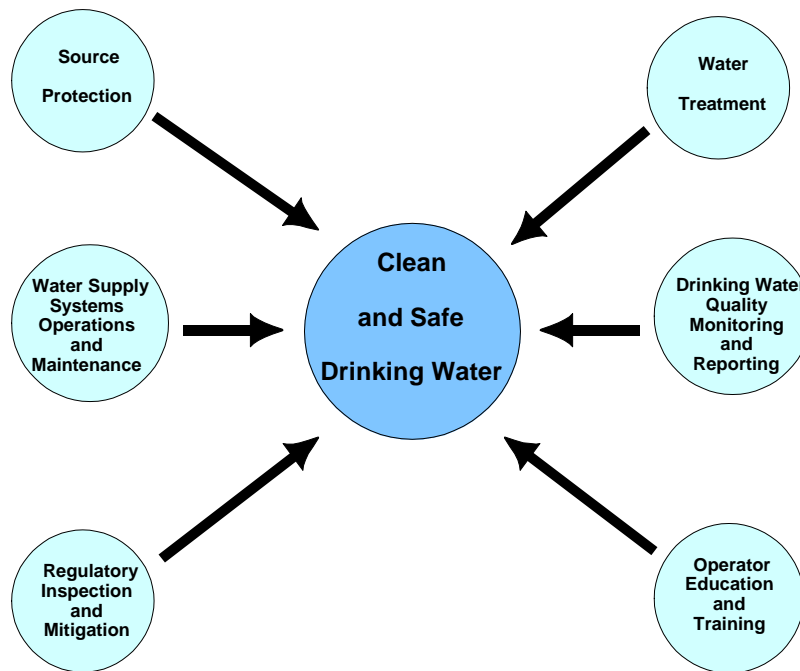 Source
Protection
Water
Treatment
Clean
and Safe
Drinking Water
Water Supply
Systems
Operations
and
Maintenance
Drinking Water
Quality
Monitoring
and
Reporting
Regulatory
Inspection
and
Mitigation
Operator
Education
and
Training